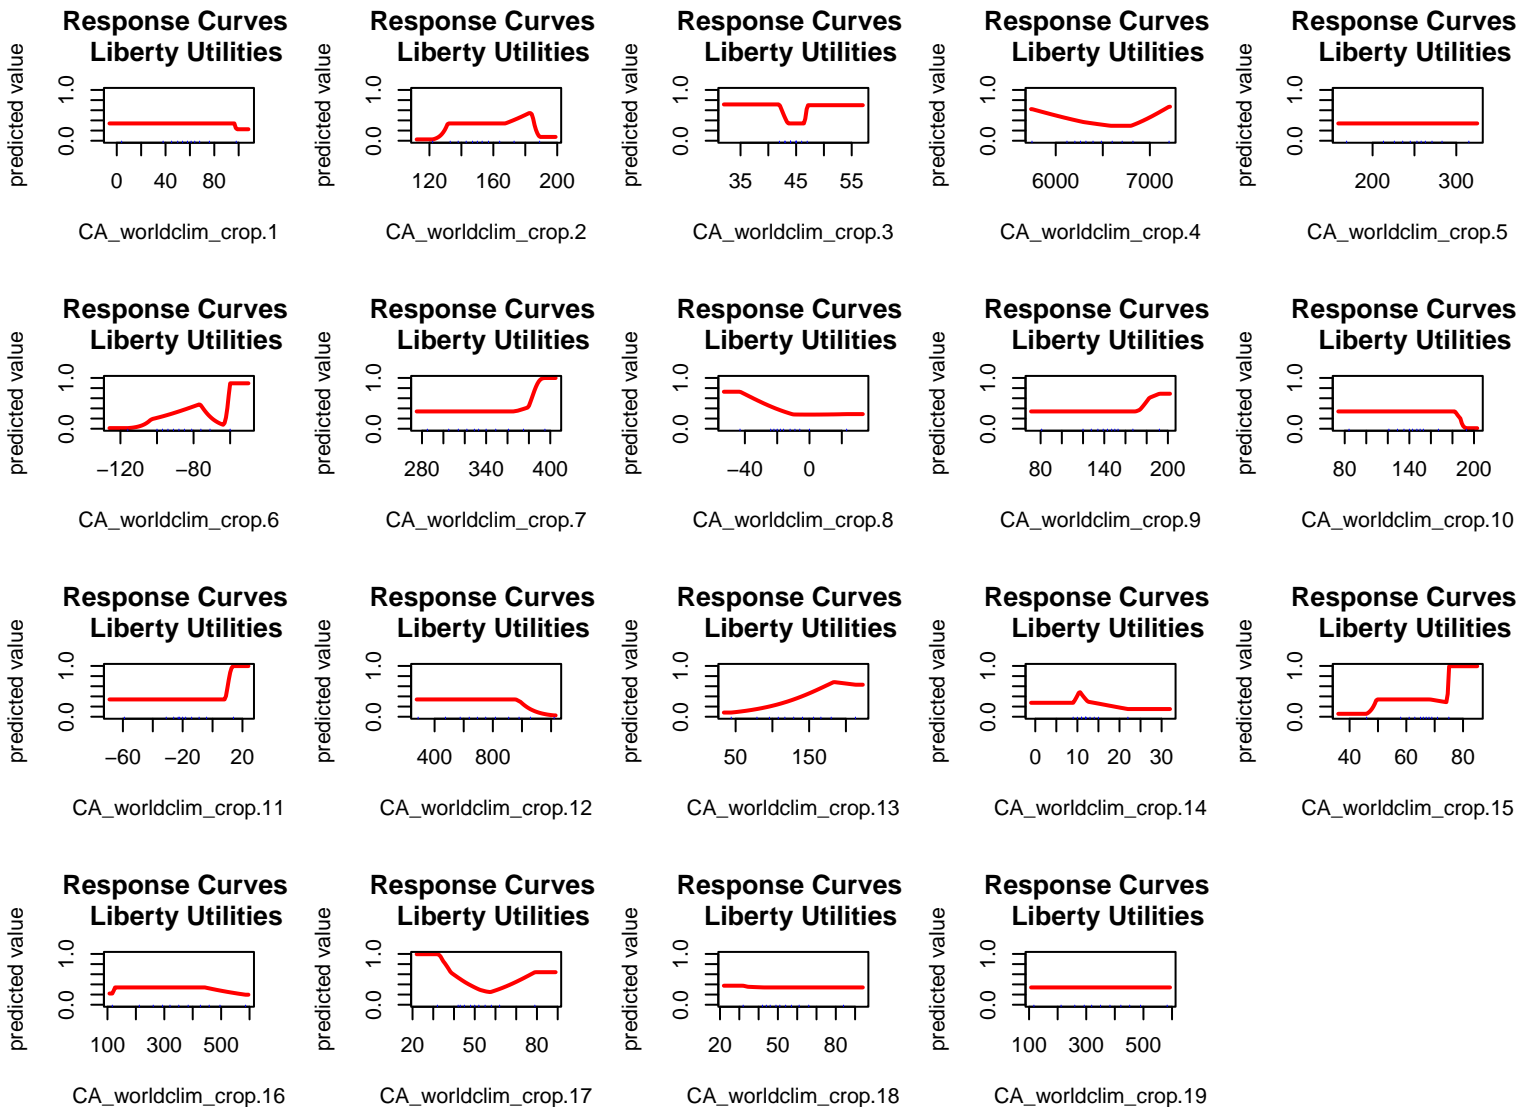 Response Curves
Liberty Utilities
predicted value
0.0 1.0
0 40 80
CA_worldclim_crop.1
Response Curves
Liberty Utilities
predicted value
0.0 1.0
120 160 200
CA_worldclim_crop.2
Response Curves
Liberty Utilities
predicted value
0.0 1.0
35 45 55
CA_worldclim_crop.3
Response Curves
Liberty Utilities
predicted value
0.0 1.0
6000 7000
CA_worldclim_crop.4
Response Curves
Liberty Utilities
predicted value
0.0 1.0
200 300
CA_worldclim_crop.5
Response Curves
Liberty Utilities
predicted value
0.0 1.0
−120 −80
CA_worldclim_crop.6
Response Curves
Liberty Utilities
predicted value
0.0 1.0
280 340 400
CA_worldclim_crop.7
Response Curves
Liberty Utilities
predicted value
0.0 1.0
−40 0
CA_worldclim_crop.8
Response Curves
Liberty Utilities
predicted value
0.0 1.0
80 140 200
CA_worldclim_crop.9
Response Curves
Liberty Utilities
predicted value
0.0 1.0
80 140 200
CA_worldclim_crop.10
Response Curves
Liberty Utilities
predicted value
0.0 1.0
−60 −20 20
CA_worldclim_crop.11
Response Curves
Liberty Utilities
predicted value
0.0 1.0
400 800
CA_worldclim_crop.12
Response Curves
Liberty Utilities
predicted value
0.0 1.0
50 150
CA_worldclim_crop.13
Response Curves
Liberty Utilities
predicted value
0.0 1.0
0 10 20 30
CA_worldclim_crop.14
Response Curves
Liberty Utilities
predicted value
0.0 1.0
40 60 80
CA_worldclim_crop.15
Response Curves
Liberty Utilities
predicted value
0.0 1.0
100 300 500
CA_worldclim_crop.16
Response Curves
Liberty Utilities
predicted value
0.0 1.0
20 50 80
CA_worldclim_crop.17
Response Curves
Liberty Utilities
predicted value
0.0 1.0
20 50 80
CA_worldclim_crop.18
Response Curves
Liberty Utilities
predicted value
0.0 1.0
100 300 500
CA_worldclim_crop.19